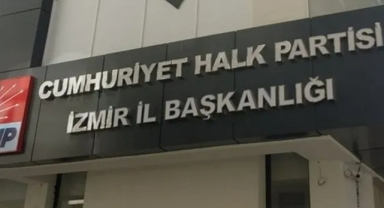 CUMHURİYET HALK PARTİSİ
İZMİR İL BAŞKANLIĞI